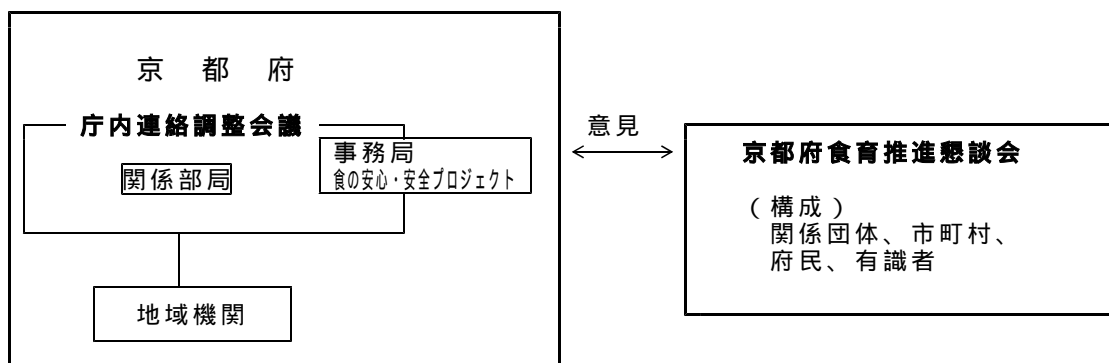 京都府
庁内連絡調整会議
関係部局
事務局
食の安心・安全プロジェクト
地域機関
意見
京都府食育推進懇談会
（構成）
関係団体、市町村、
府民、有識者